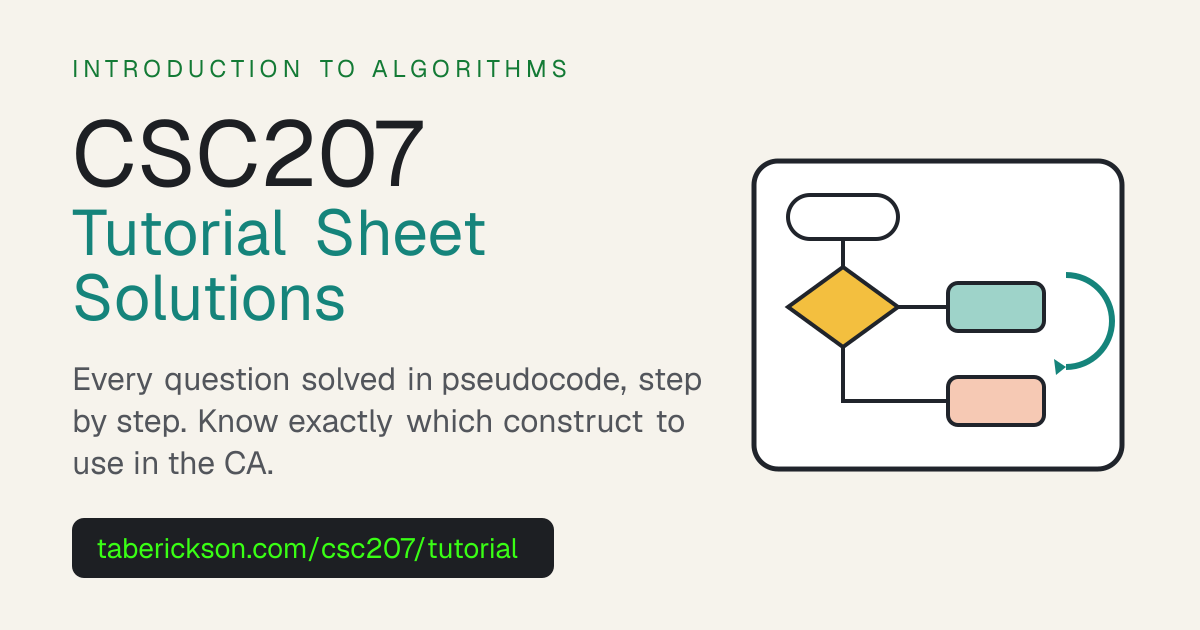 INTRODUCTION TO ALGORITHMS
CSC207
Tutorial Sheet
Solutions
Every question solved in pseudocode, step
by step. Know exactly which construct to
use in the CA.
taberickson.com/csc207/tutorial